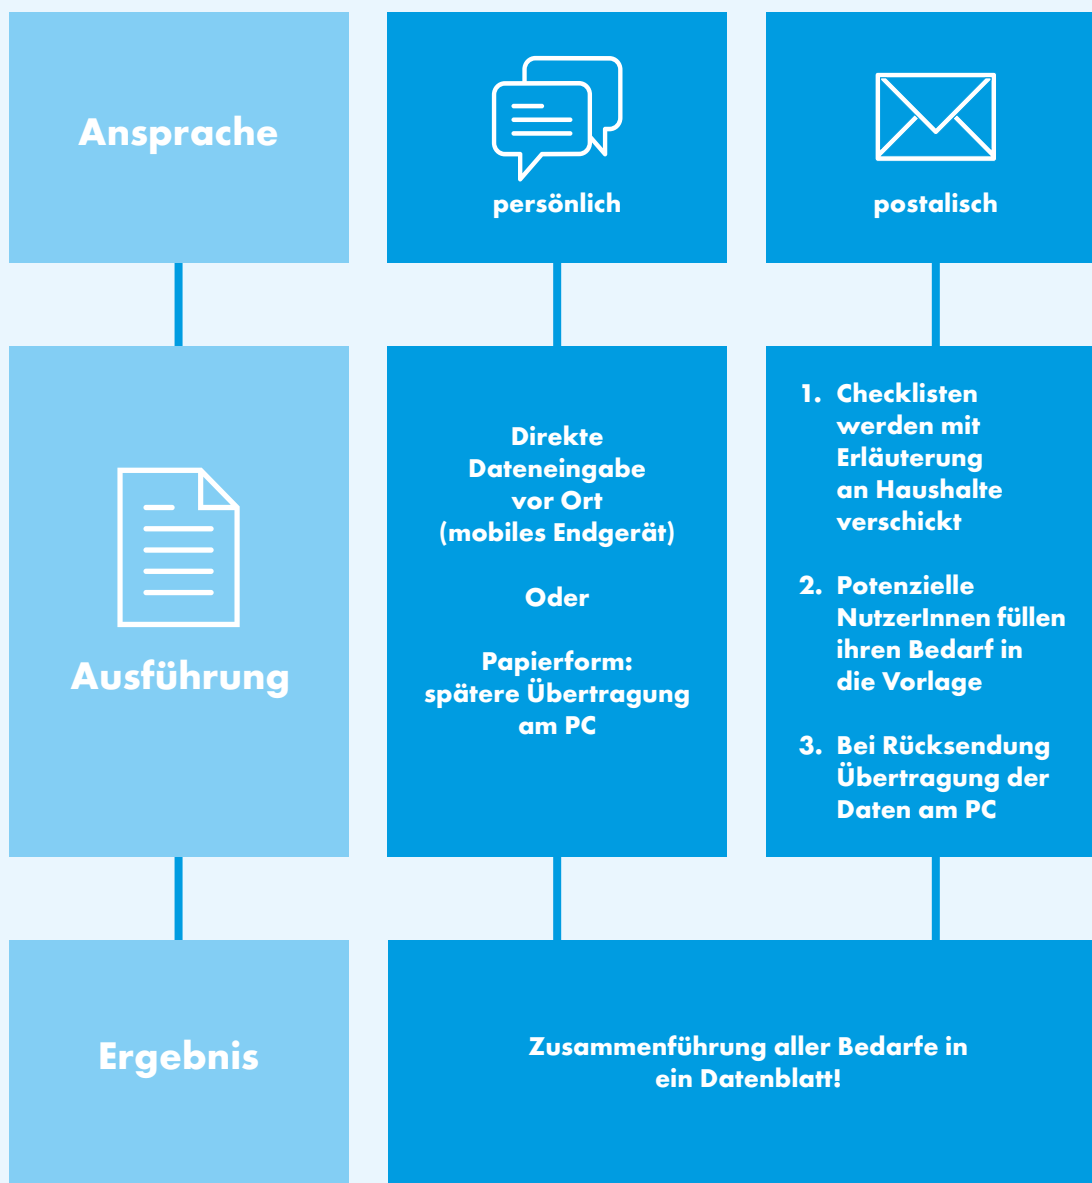 Ansprache
persönlich
postalisch
Ausführung
Direkte
Dateneingabe
vor Ort
(mobiles Endgerät)
Oder
Papierform:
spätere Übertragung
am PC
1. Checklisten
werden mit
Erläuterung
an Haushalte
verschickt
2. Potenzielle
NutzerInnen füllen
ihren Bedarf in
die Vorlage
3. Bei Rücksendung
Übertragung der
Daten am PC
Ergebnis
Zusammenführung aller Bedarfe in
ein Datenblatt!